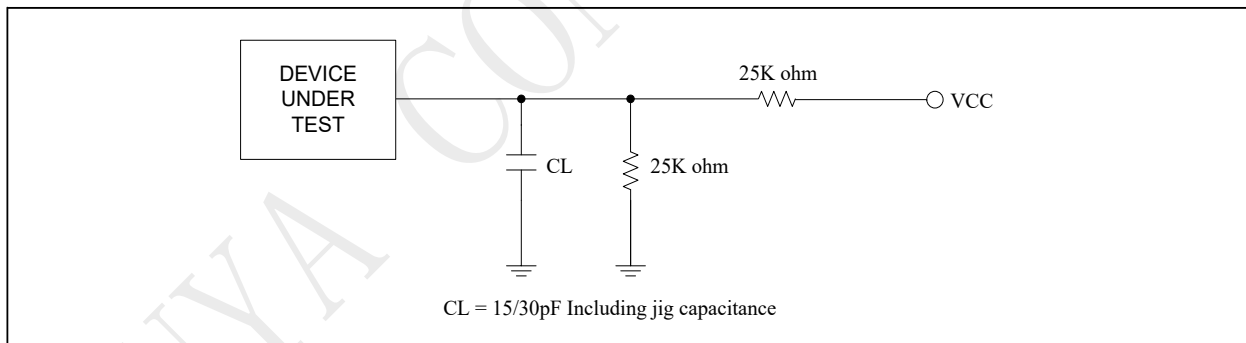 DEVICE
UNDER
TEST
25K ohm
VCC
CL
25K ohm
CL = 15/30pF Including jig capacitance